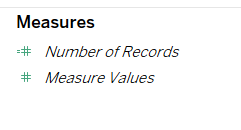 Measures
Number of Records
Measure Values